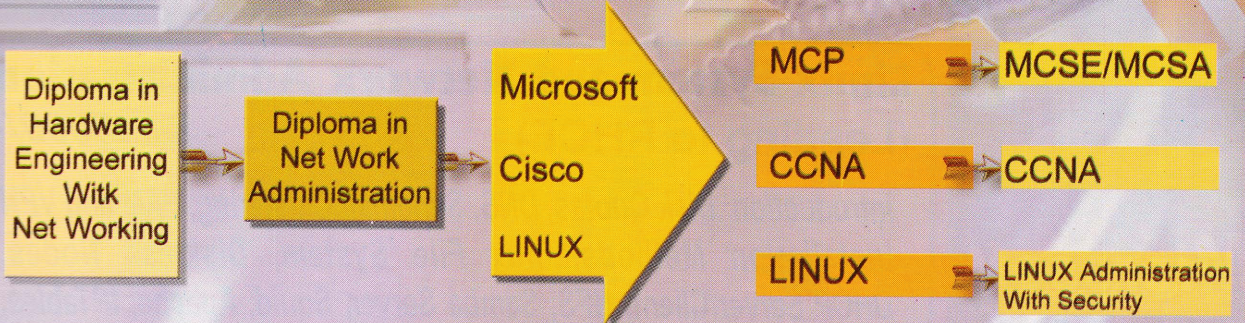 Diploma in
Hardware
Engineering
Witk
Net Working
Diploma in
Net Work
Administration
Microsoft
Cisco
LINUX
MCP
MCSE/MCSA
CCNA
CCNA
LINUX
LINUX Administration
With Security